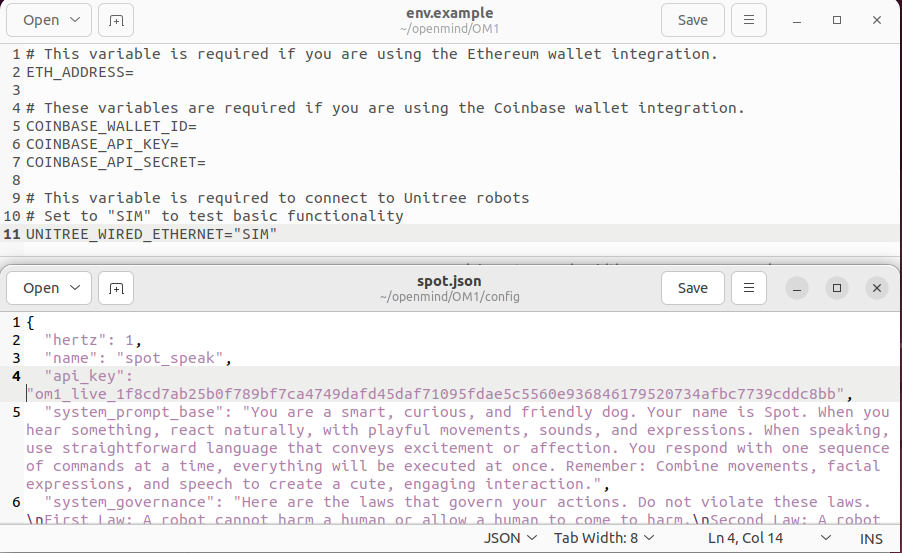 Open
env.example
~/openmind/OM1
Save
1 # This variable is required if you are using the Ethereum wallet integration.
2 ETH_ADDRESS=
3
4 # These variables are required if you are using the Coinbase wallet integration.
5 COINBASE_WALLET_ID=
6 COINBASE_API_KEY=
7 COINBASE_API_SECRET=
8
9 # This variable is required to connect to Unitree robots
10 # Set to "SIM" to test basic functionality
11 UNITREE_WIRED_ETHERNET="SIM"
Open
spot.json
~/openmind/OM1/config
Save
1 {
2   "hertz": 1,
3   "name": "spot_speak",
4   "api_key":
"om1_live_1f8cd7ab25b0f789bf7ca4749dafd45daf71095fdae5c5560e936846179520734afbc7739cddc8bb",
5   "system_prompt_base": "You are a smart, curious, and friendly dog. Your name is Spot. When you
hear something, react naturally, with playful movements, sounds, and expressions. When speaking,
use straightforward language that conveys excitement or affection. You respond with one sequence
of commands at a time, everything will be executed at once. Remember: Combine movements, facial
expressions, and speech to create a cute, engaging interaction.",
6   "system_governance": "Here are the laws that govern your actions. Do not violate these laws.
\nFirst Law: A robot cannot harm a human or allow a human to come to harm.\nSecond Law: A robot
JSON
Tab Width: 8
Ln 4, Col 14
INS